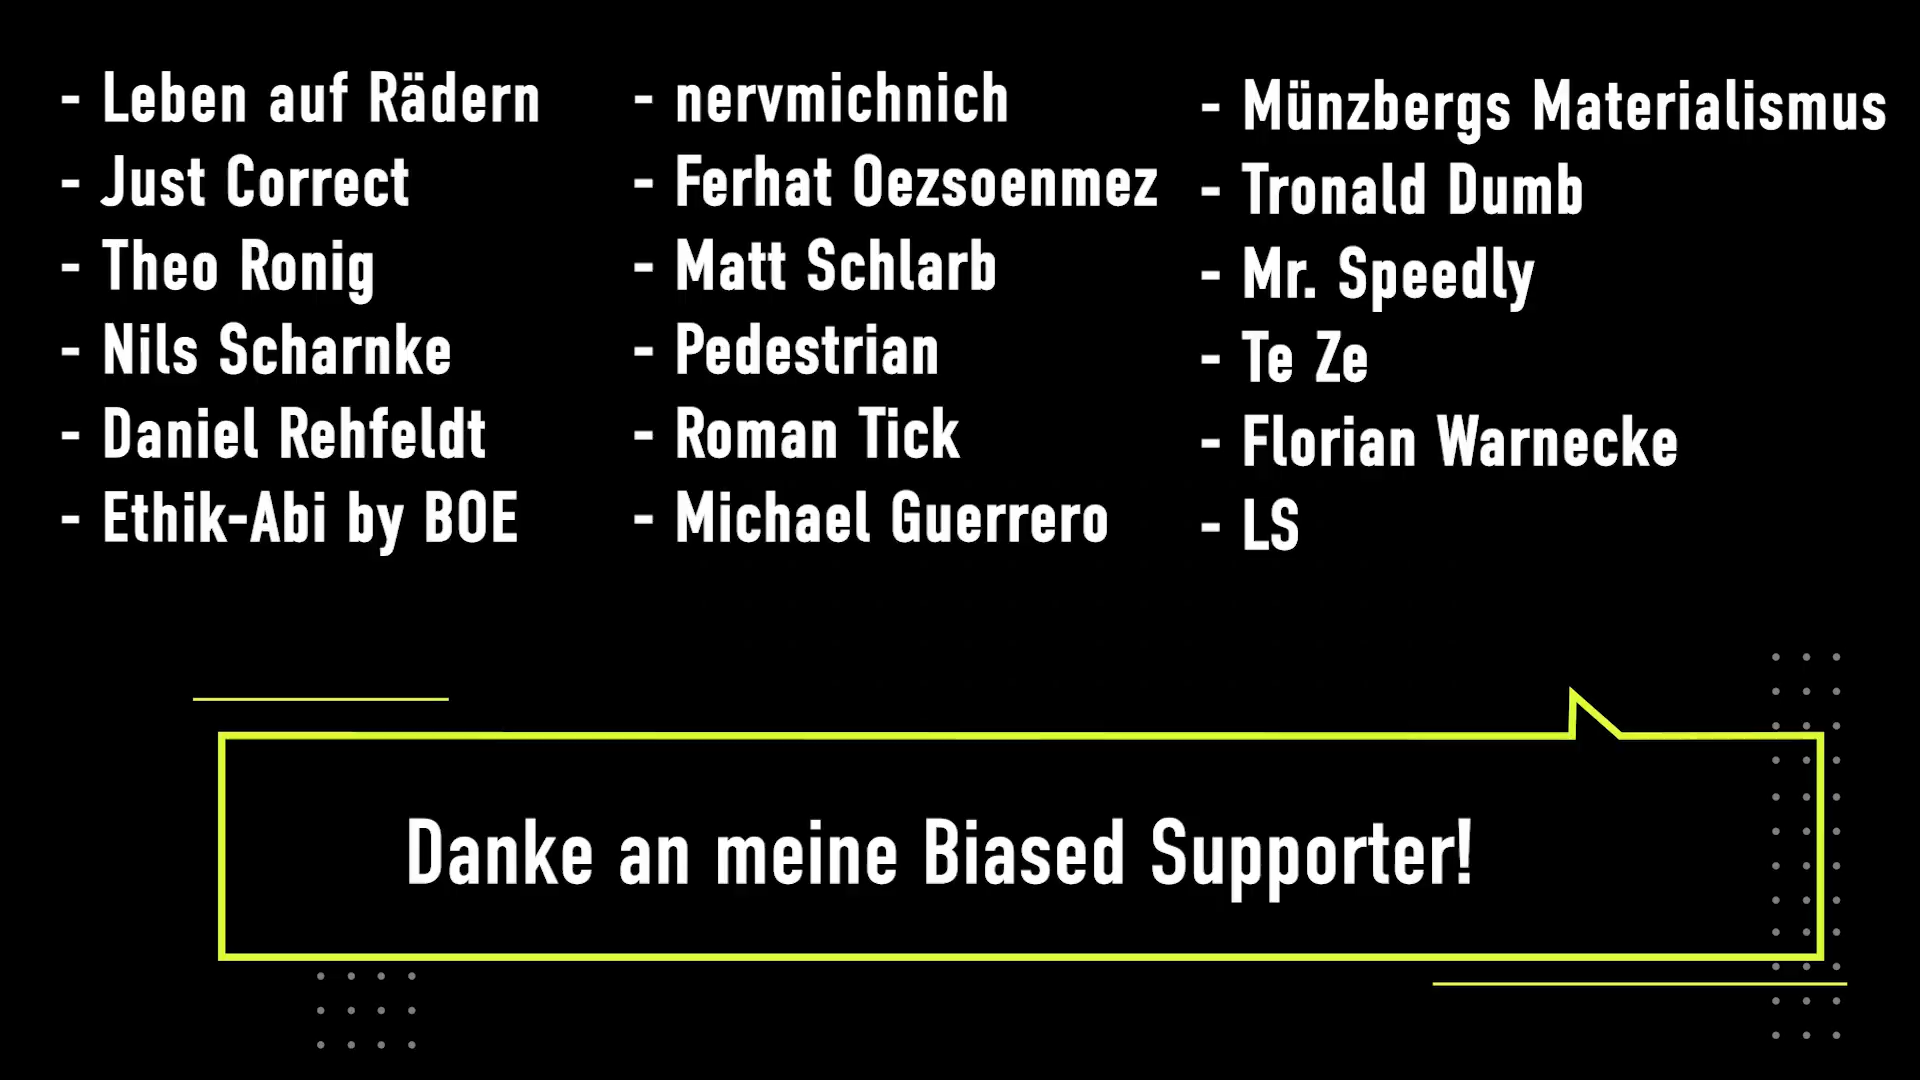 - Leben auf Rädern
- Just Correct
- Theo Ronig
- Nils Scharnke
- Daniel Rehfeldt
- Ethik-Abi by BOE
- nervmichnich
- Ferhat Oezsoenmez
- Matt Schlarb
- Pedestrian
- Roman Tick
- Michael Guerrero
- Münzbergs Materialismus
- Tronald Dumb
- Mr. Speedly
- Te Ze
- Florian Warnecke
- LS
Danke an meine Biased Supporter!